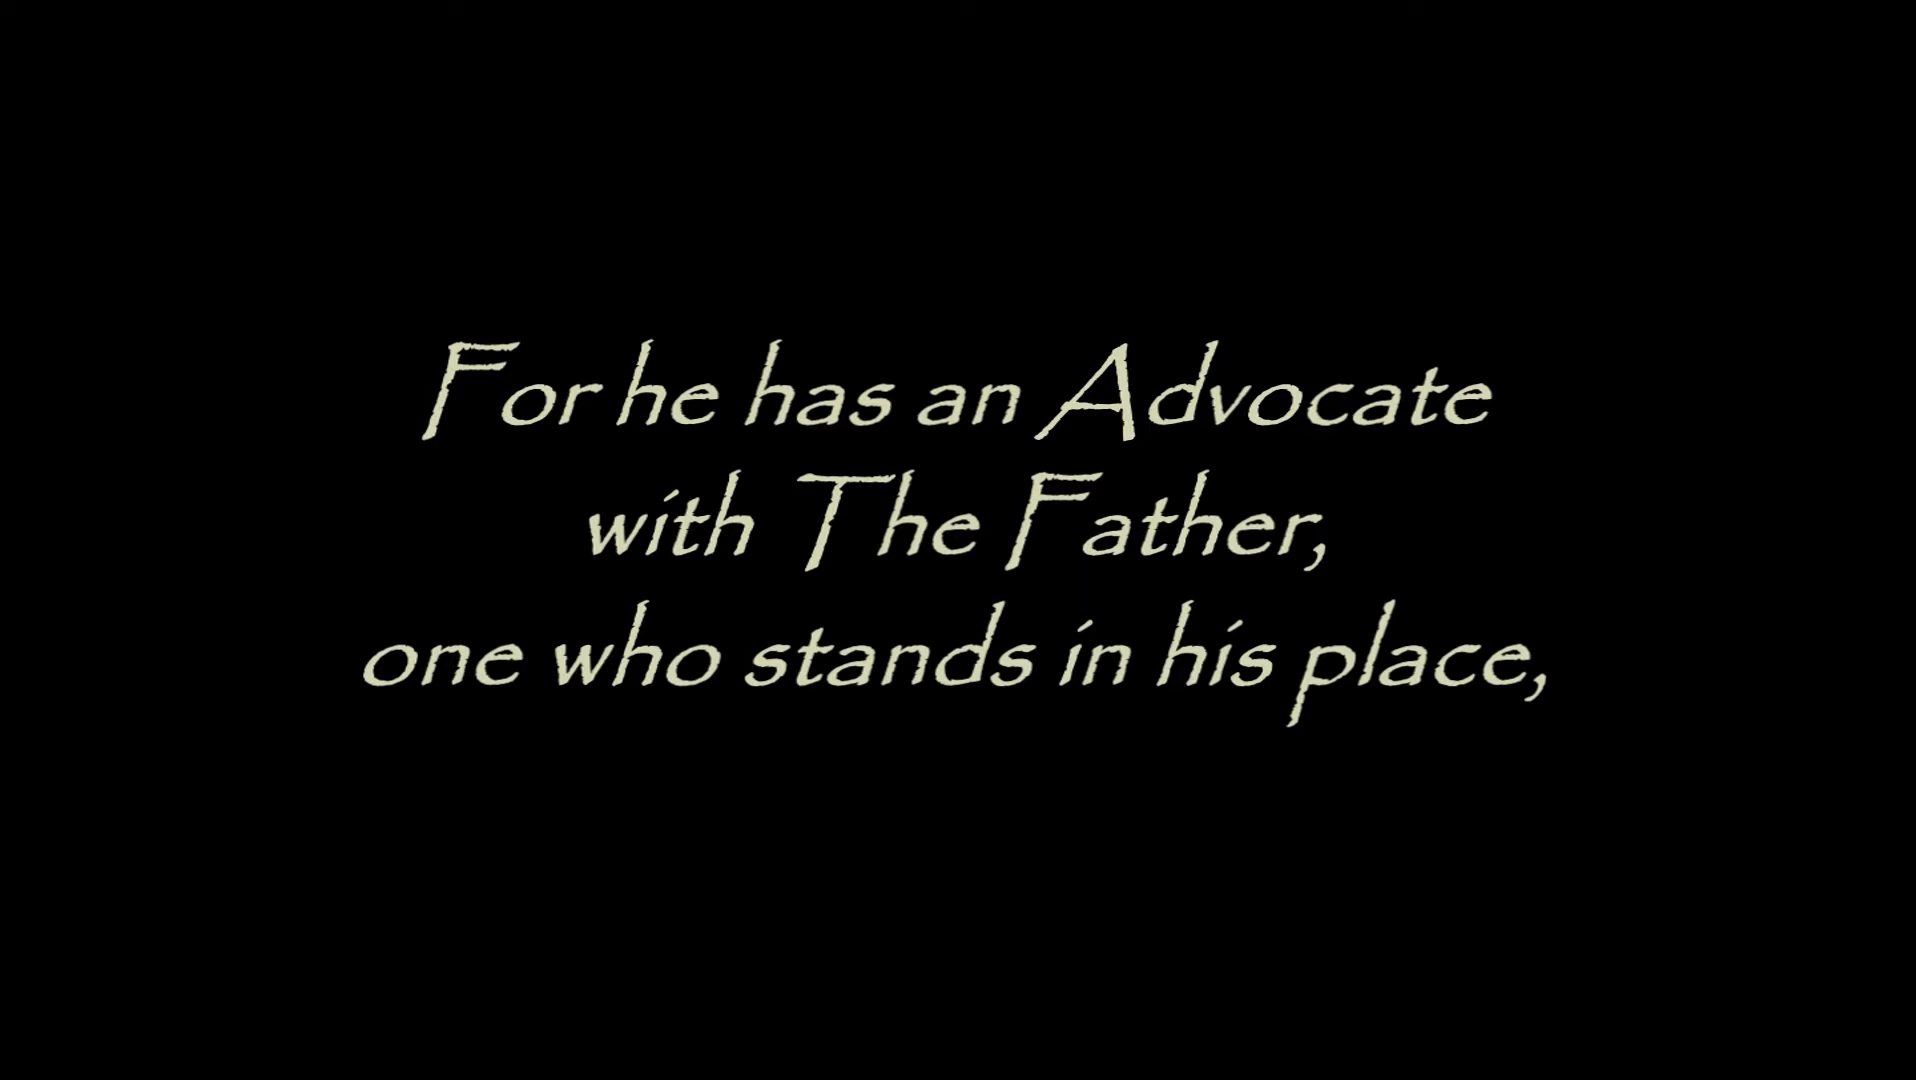 For he has an Advocate
with The Father,
one who stands in his place,